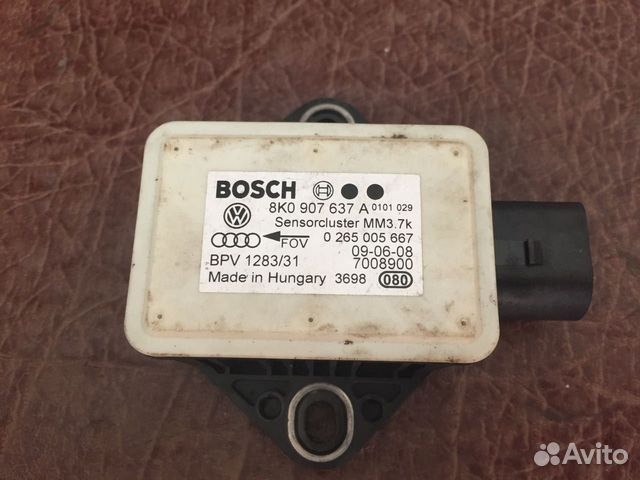 BOSCH
8K0 907 637 A 0101 029
Sensorcluster MM3.7k
FOV 0 265 005 667
09-06-08
BPV 1283/31 7008900
Made in Hungary 3698 080
Avito